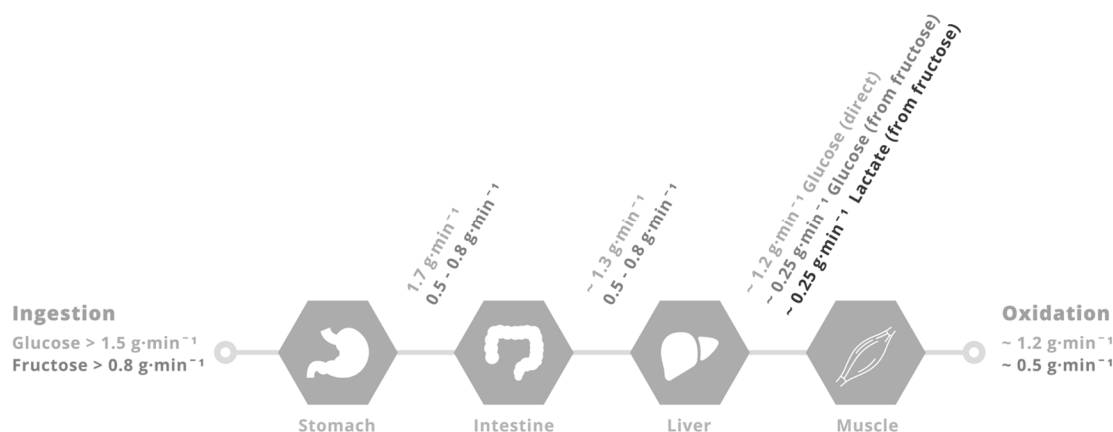 Ingestion
Glucose > 1.5 g·min⁻¹
Fructose > 0.8 g·min⁻¹
1.7 g·min⁻¹
0.5 - 0.8 g·min⁻¹
~ 1.3 g·min⁻¹
0.5 - 0.8 g·min⁻¹
~ 1.2 g·min⁻¹ Glucose (direct)
~ 0.25 g·min⁻¹ Glucose (from fructose)
~ 0.25 g·min⁻¹ Lactate (from fructose)
Oxidation
~ 1.2 g·min⁻¹
~ 0.5 g·min⁻¹
Stomach
Intestine
Liver
Muscle